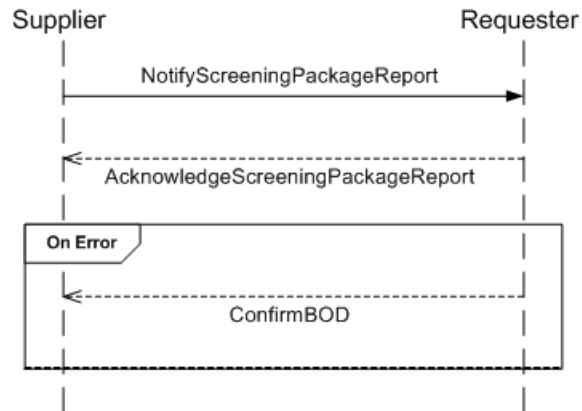 Supplier
Requester
NotifyScreeningPackageReport
AcknowledgeScreeningPackageReport
On Error
ConfirmBOD